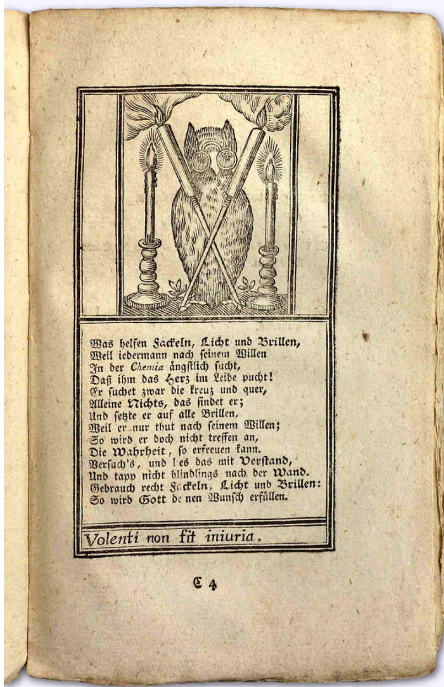 Was helfen Fackeln, Licht und Brillen,
Weil iedermann nach seinem Willen
In der Chemia ängstlich sucht,
Daß ihm das Herz im Leibe pucht!
Er suchet zwar die kreuz und quer,
Alleine Nichts, das findet er;
Und setzte er auf alle Brillen,
Weil er nur thut nach seinem Willen;
So wird er doch nicht treffen an,
Die Wahrheit, so erfreuen kann.
Versuch's, und l es das mit Verstand,
Und tapp nicht blindlings nach der Wand.
Gebrauch recht Fackeln, Licht und Brillen:
So wird Gott de nen Wunsch erfüllen.
Volenti non fit iniuria.
C 4